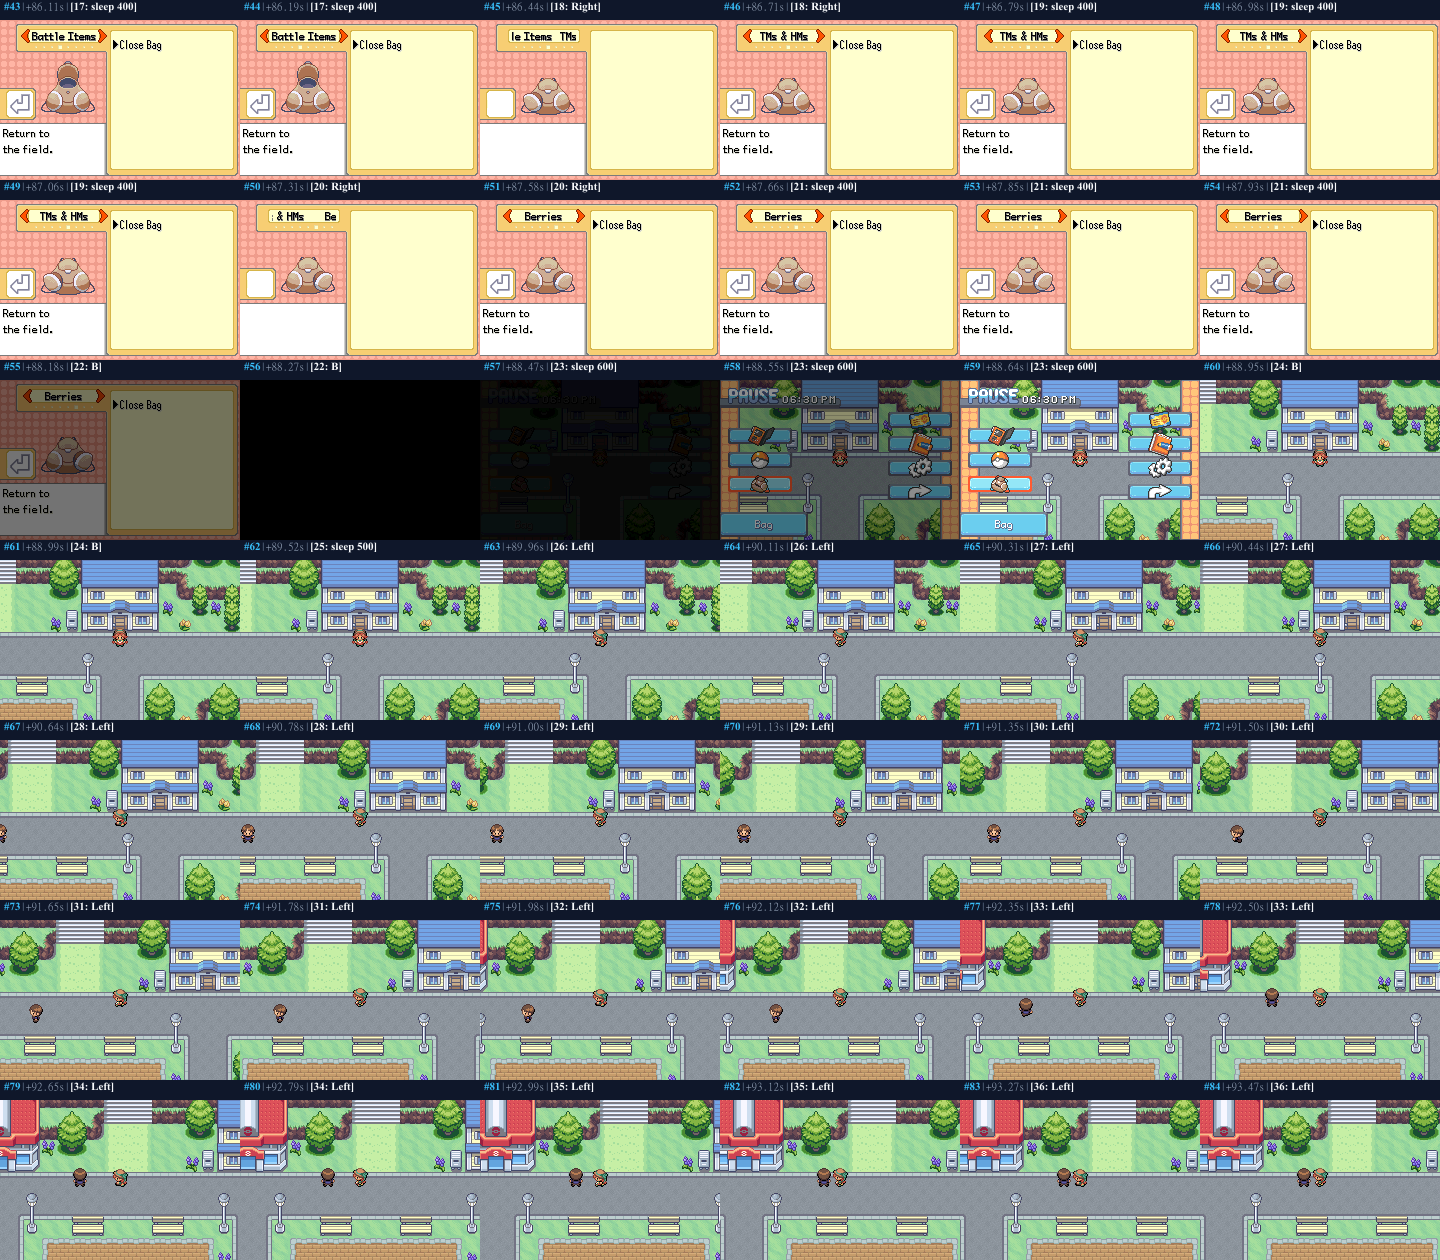 #43|+86.11s|[17: sleep 400] #44|+86.19s|[17: sleep 400] #45|+86.44s|[18: Right] #46|+86.71s|[18: Right] #47|+86.79s|[19: sleep 400] #48|+86.98s|[19: sleep 400]
Battle Items Close Bag Battle Items Close Bag le Items TMs TMs & HMs Close Bag TMs & HMs Close Bag TMs & HMs Close Bag
Return to Return to Return to Return to Return to
the field. the field. the field. the field. the field.
#49|+87.06s|[19: sleep 400] #50|+87.31s|[20: Right] #51|+87.58s|[20: Right] #52|+87.66s|[21: sleep 400] #53|+87.85s|[21: sleep 400] #54|+87.93s|[21: sleep 400]
TMs & HMs Close Bag & HMs Be Berries Close Bag Berries Close Bag Berries Close Bag Berries Close Bag
Return to Return to Return to Return to Return to
the field. the field. the field. the field. the field.
#55|+88.18s|[22: B] #56|+88.27s|[22: B] #57|+88.47s|[23: sleep 600] #58|+88.55s|[23: sleep 600] #59|+88.65s|[23: sleep 600] #60|+88.95s|[24: B]
Berries Close Bag PAUSE 06:30 PM PAUSE 06:30 PM PAUSE 06:30 PM
Return to
the field. Bag Bag Bag
#61|+88.99s|[24: B] #62|+89.52s|[25: sleep 500] #63|+89.96s|[26: Left] #64|+90.11s|[26: Left] #65|+90.31s|[27: Left] #66|+90.44s|[27: Left]
#67|+90.64s|[28: Left] #68|+90.78s|[28: Left] #69|+91.00s|[29: Left] #70|+91.13s|[29: Left] #71|+91.35s|[30: Left] #72|+91.50s|[30: Left]
#73|+91.65s|[31: Left] #74|+91.78s|[31: Left] #75|+91.98s|[32: Left] #76|+92.12s|[32: Left] #77|+92.35s|[33: Left] #78|+92.50s|[33: Left]
#79|+92.65s|[34: Left] #80|+92.79s|[34: Left] #81|+92.99s|[35: Left] #82|+93.12s|[35: Left] #83|+93.27s|[36: Left] #84|+93.47s|[36: Left]